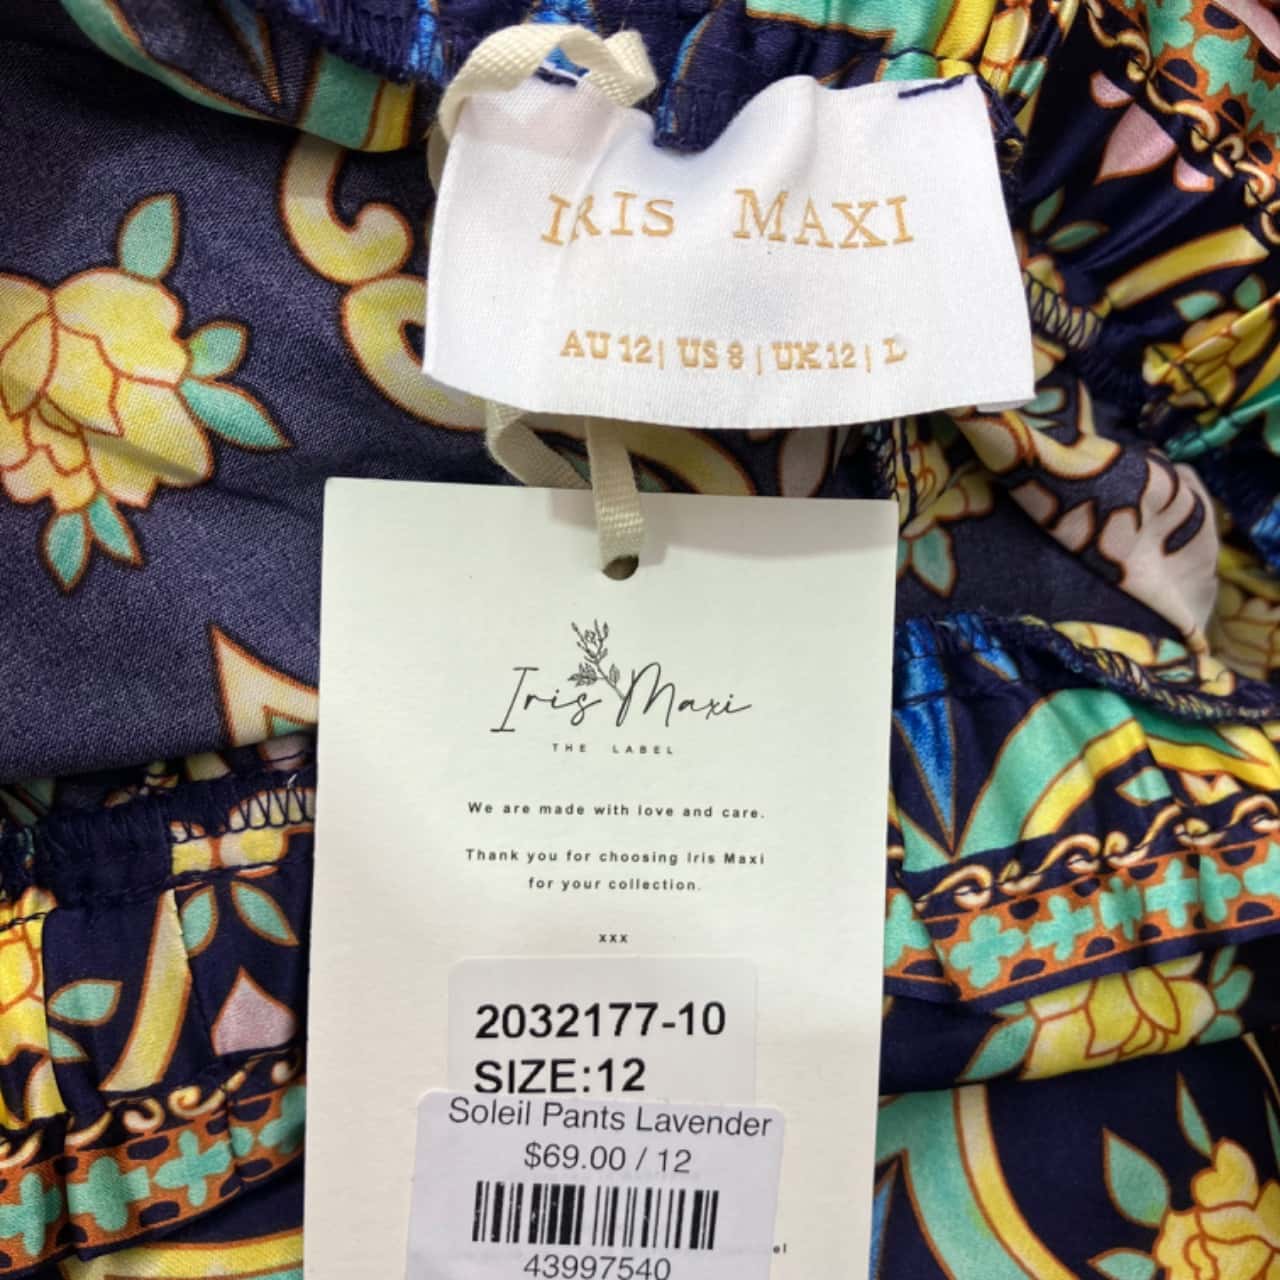 IRIS MAXI
AU 12 | US 8 | UK 12 | L
Iris Maxi
THE LABEL
We are made with love and care.
Thank you for choosing Iris Maxi
for your collection.
xxx
2032177-10
SIZE:12
Soleil Pants Lavender
$69.00 / 12
43997540
el